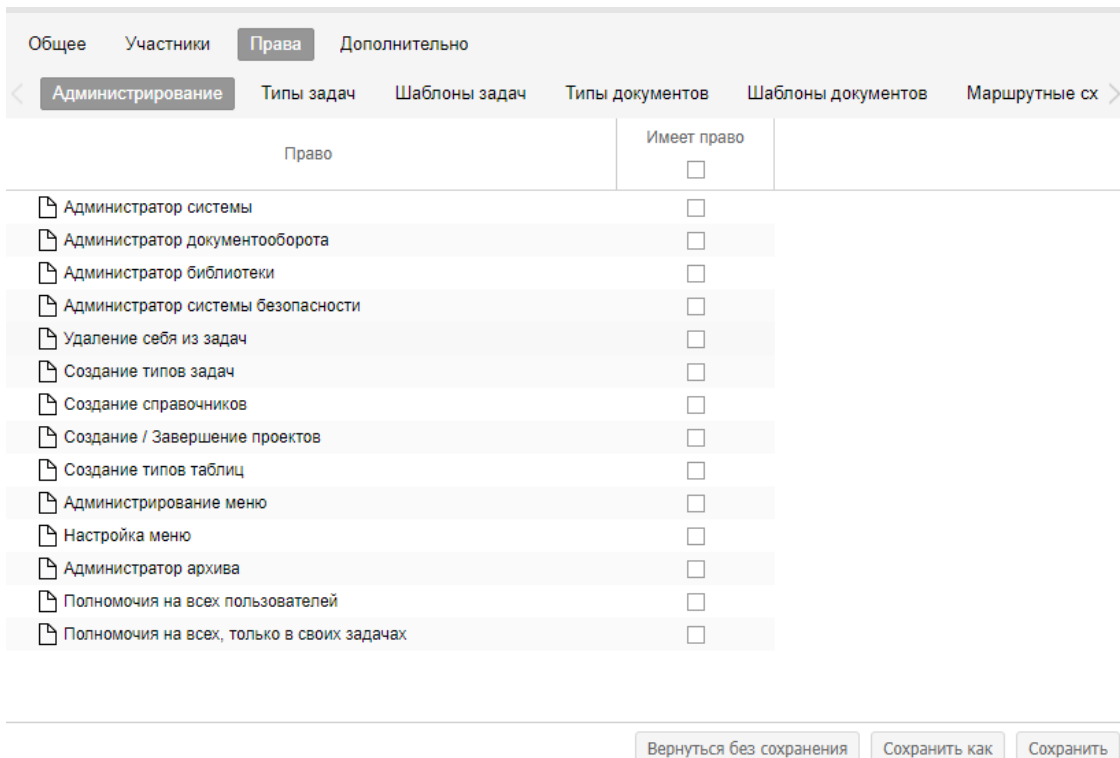 Общее Участники Права Дополнительно
Администрирование Типы задач Шаблоны задач Типы документов Шаблоны документов Маршрутные сх
Право Имеет право
Администратор системы
Администратор документооборота
Администратор библиотеки
Администратор системы безопасности
Удаление себя из задач
Создание типов задач
Создание справочников
Создание / Завершение проектов
Создание типов таблиц
Администрирование меню
Настройка меню
Администратор архива
Полномочия на всех пользователей
Полномочия на всех, только в своих задачах
Вернуться без сохранения Сохранить как Сохранить